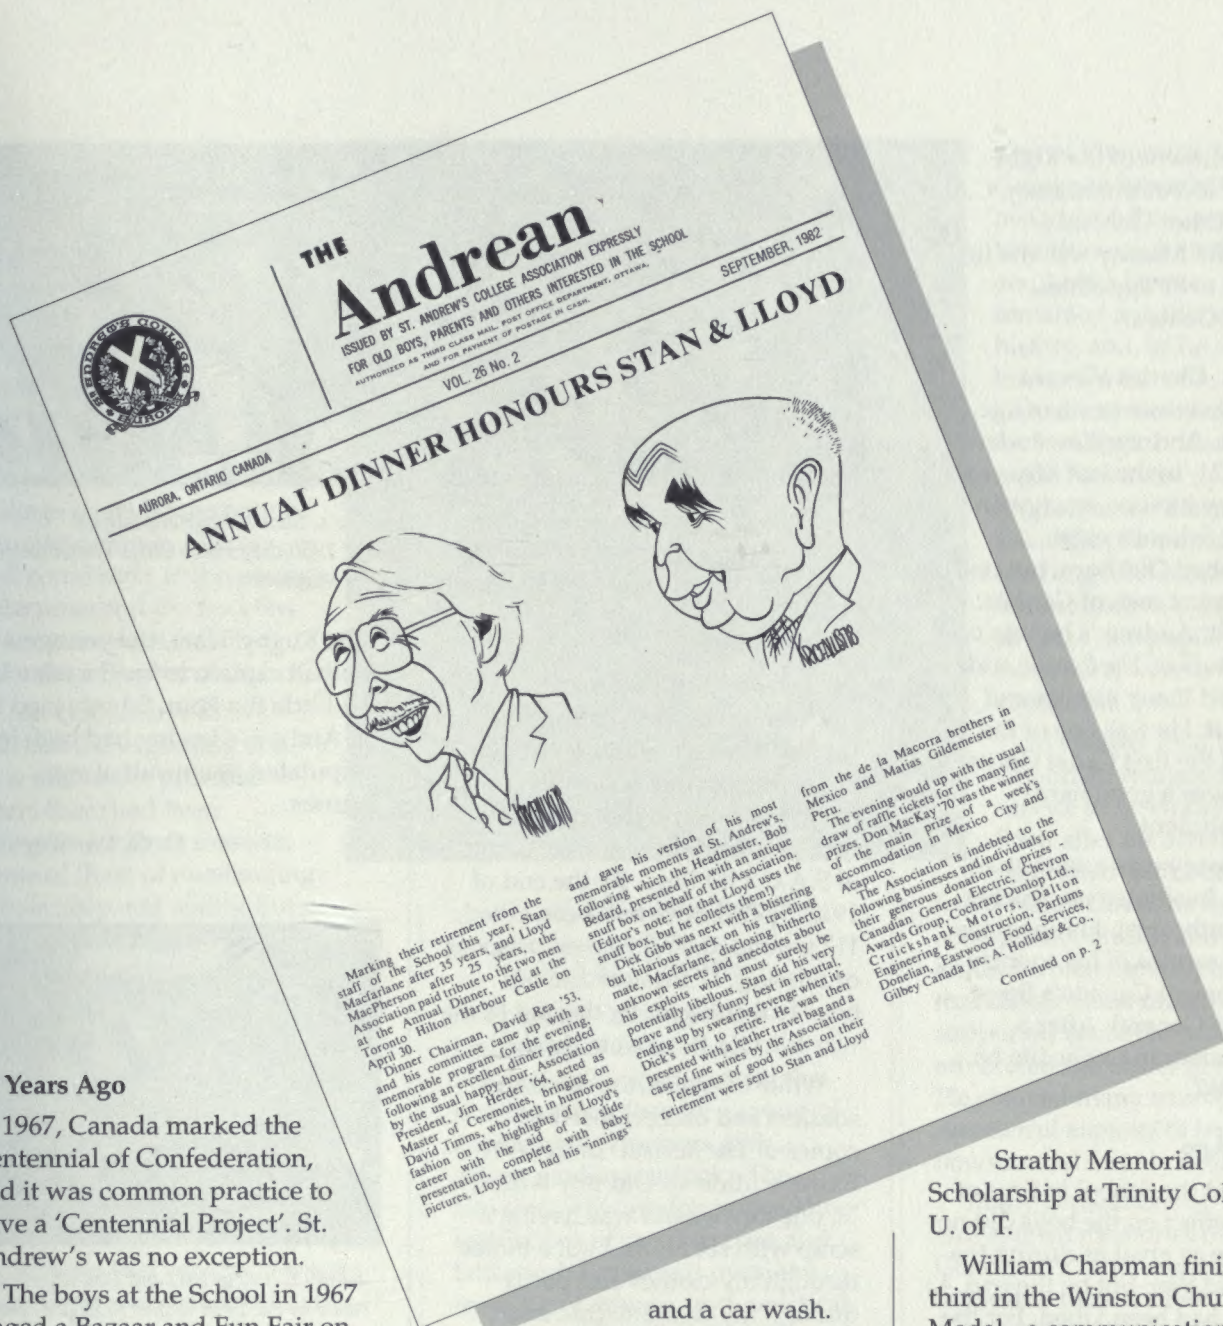 THE
Andrean
ISSUED BY ST. ANDREW'S COLLEGE ASSOCIATION EXPRESSLY
FOR OLD BOYS, PARENTS AND OTHERS INTERESTED IN THE SCHOOL
AUTHORIZED AS THIRD CLASS MAIL, POST OFFICE DEPARTMENT, OTTAWA,
AND FOR PAYMENT OF POSTAGE IN CASH.
AURORA, ONTARIO CANADA
VOL. 26 No. 2
SEPTEMBER, 1982
ANNUAL DINNER HONOURS STAN & LLOYD
Marking their retirement from the
staff of the School this year, Stan
Macfarlane after 35 years, and Lloyd
MacPherson after 25 years, the
Association paid tribute to the two men
at the Annual Dinner, held at the
Toronto Hilton Harbour Castle on
April 30.
Dinner Chairman, David Rea '53,
and his committee came up with a
memorable program for the evening,
following an excellent dinner preceded
by the usual happy hour. Association
President, Jim Herder '64, acted as
Master of Ceremonies, bringing on
David Timms, who dwelt in humorous
fashion on the highlights of Lloyd's
career with the aid of a slide
presentation, complete with baby
pictures. Lloyd then had his "innings"
and gave his version of his most
memorable moments at St. Andrew's,
following which the Headmaster, Bob
Bedard, presented him with an antique
snuff box on behalf of the Association.
(Editor's note: not that Lloyd uses the
snuff box, but he collects them!)
Dick Gibb was next with a blistering
but hilarious attack on his travelling
mate, Macfarlane, disclosing hitherto
unknown secrets and anecdotes about
his exploits, which must surely be
potentially libellous. Stan did his very
brave and very funny best in rebuttal,
ending up by swearing revenge when it's
Dick's turn to retire. He was then
presented with a leather travel bag and a
case of fine wines by the Association.
Telegrams of good wishes on their
retirement were sent to Stan and Lloyd
from the de la Macorra brothers in
Mexico and Matias Gildemeister in
Peru.
The evening would up with the usual
draw of raffle tickets for the many fine
prizes, Don MacKay '70 was the winner
of the main prize of a week's
accommodation in Mexico City and
Acapulco.
The Association is indebted to the
following businesses and individuals for
their generous donation of prizes
Canadian General Electric, Chevron
Awards Group, Cochrane Dunlop Ltd.,
Cruickshank Motors, Dalton
Engineering & Construction, Parfums
Donelian, Eastwood Food Services,
Gilbey Canada Inc. A. Holliday & Co.,
Continued on p. 2
Years Ago
1967, Canada marked the
entennial of Confederation,
d it was common practice to
ve a 'Centennial Project'. St.
ndrew's was no exception.
The boys at the School in 1967
and a car wash.
Strathy Memorial
Scholarship at Trinity Col
U. of T.
William Chapman fini
third in the Winston Chu